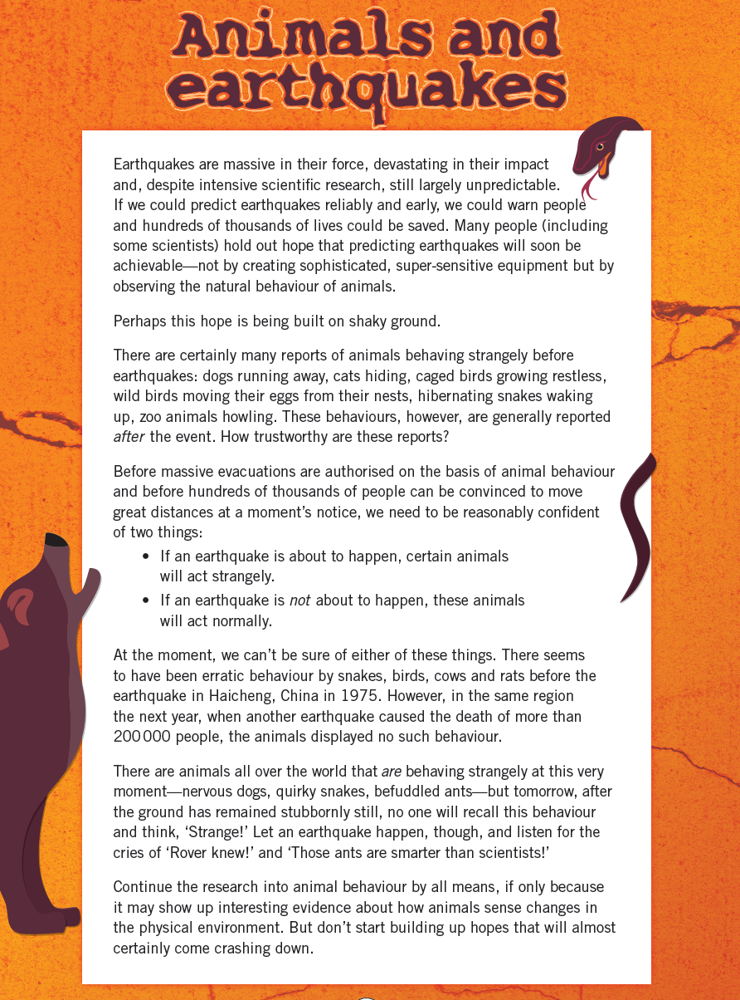 Animals and
earthquakes
Earthquakes are massive in their force, devastating in their impact
and, despite intensive scientific research, still largely unpredictable.
If we could predict earthquakes reliably and early, we could warn people
and hundreds of thousands of lives could be saved. Many people (including
some scientists) hold out hope that predicting earthquakes will soon be
achievable—not by creating sophisticated, super-sensitive equipment but by
observing the natural behaviour of animals.
Perhaps this hope is being built on shaky ground.
There are certainly many reports of animals behaving strangely before
earthquakes: dogs running away, cats hiding, caged birds growing restless,
wild birds moving their eggs from their nests, hibernating snakes waking
up, zoo animals howling. These behaviours, however, are generally reported
after the event. How trustworthy are these reports?
Before massive evacuations are authorised on the basis of animal behaviour
and before hundreds of thousands of people can be convinced to move
great distances at a moment’s notice, we need to be reasonably confident
of two things:
• If an earthquake is about to happen, certain animals
will act strangely.
• If an earthquake is not about to happen, these animals
will act normally.
At the moment, we can’t be sure of either of these things. There seems
to have been erratic behaviour by snakes, birds, cows and rats before the
earthquake in Haicheng, China in 1975. However, in the same region
the next year, when another earthquake caused the death of more than
200 000 people, the animals displayed no such behaviour.
There are animals all over the world that are behaving strangely at this very
moment—nervous dogs, quirky snakes, befuddled ants—but tomorrow, after
the ground has remained stubbornly still, no one will recall this behaviour
and think, ‘Strange!’ Let an earthquake happen, though, and listen for the
cries of ‘Rover knew!’ and ‘Those ants are smarter than scientists!’
Continue the research into animal behaviour by all means, if only because
it may show up interesting evidence about how animals sense changes in
the physical environment. But don’t start building up hopes that will almost
certainly come crashing down.